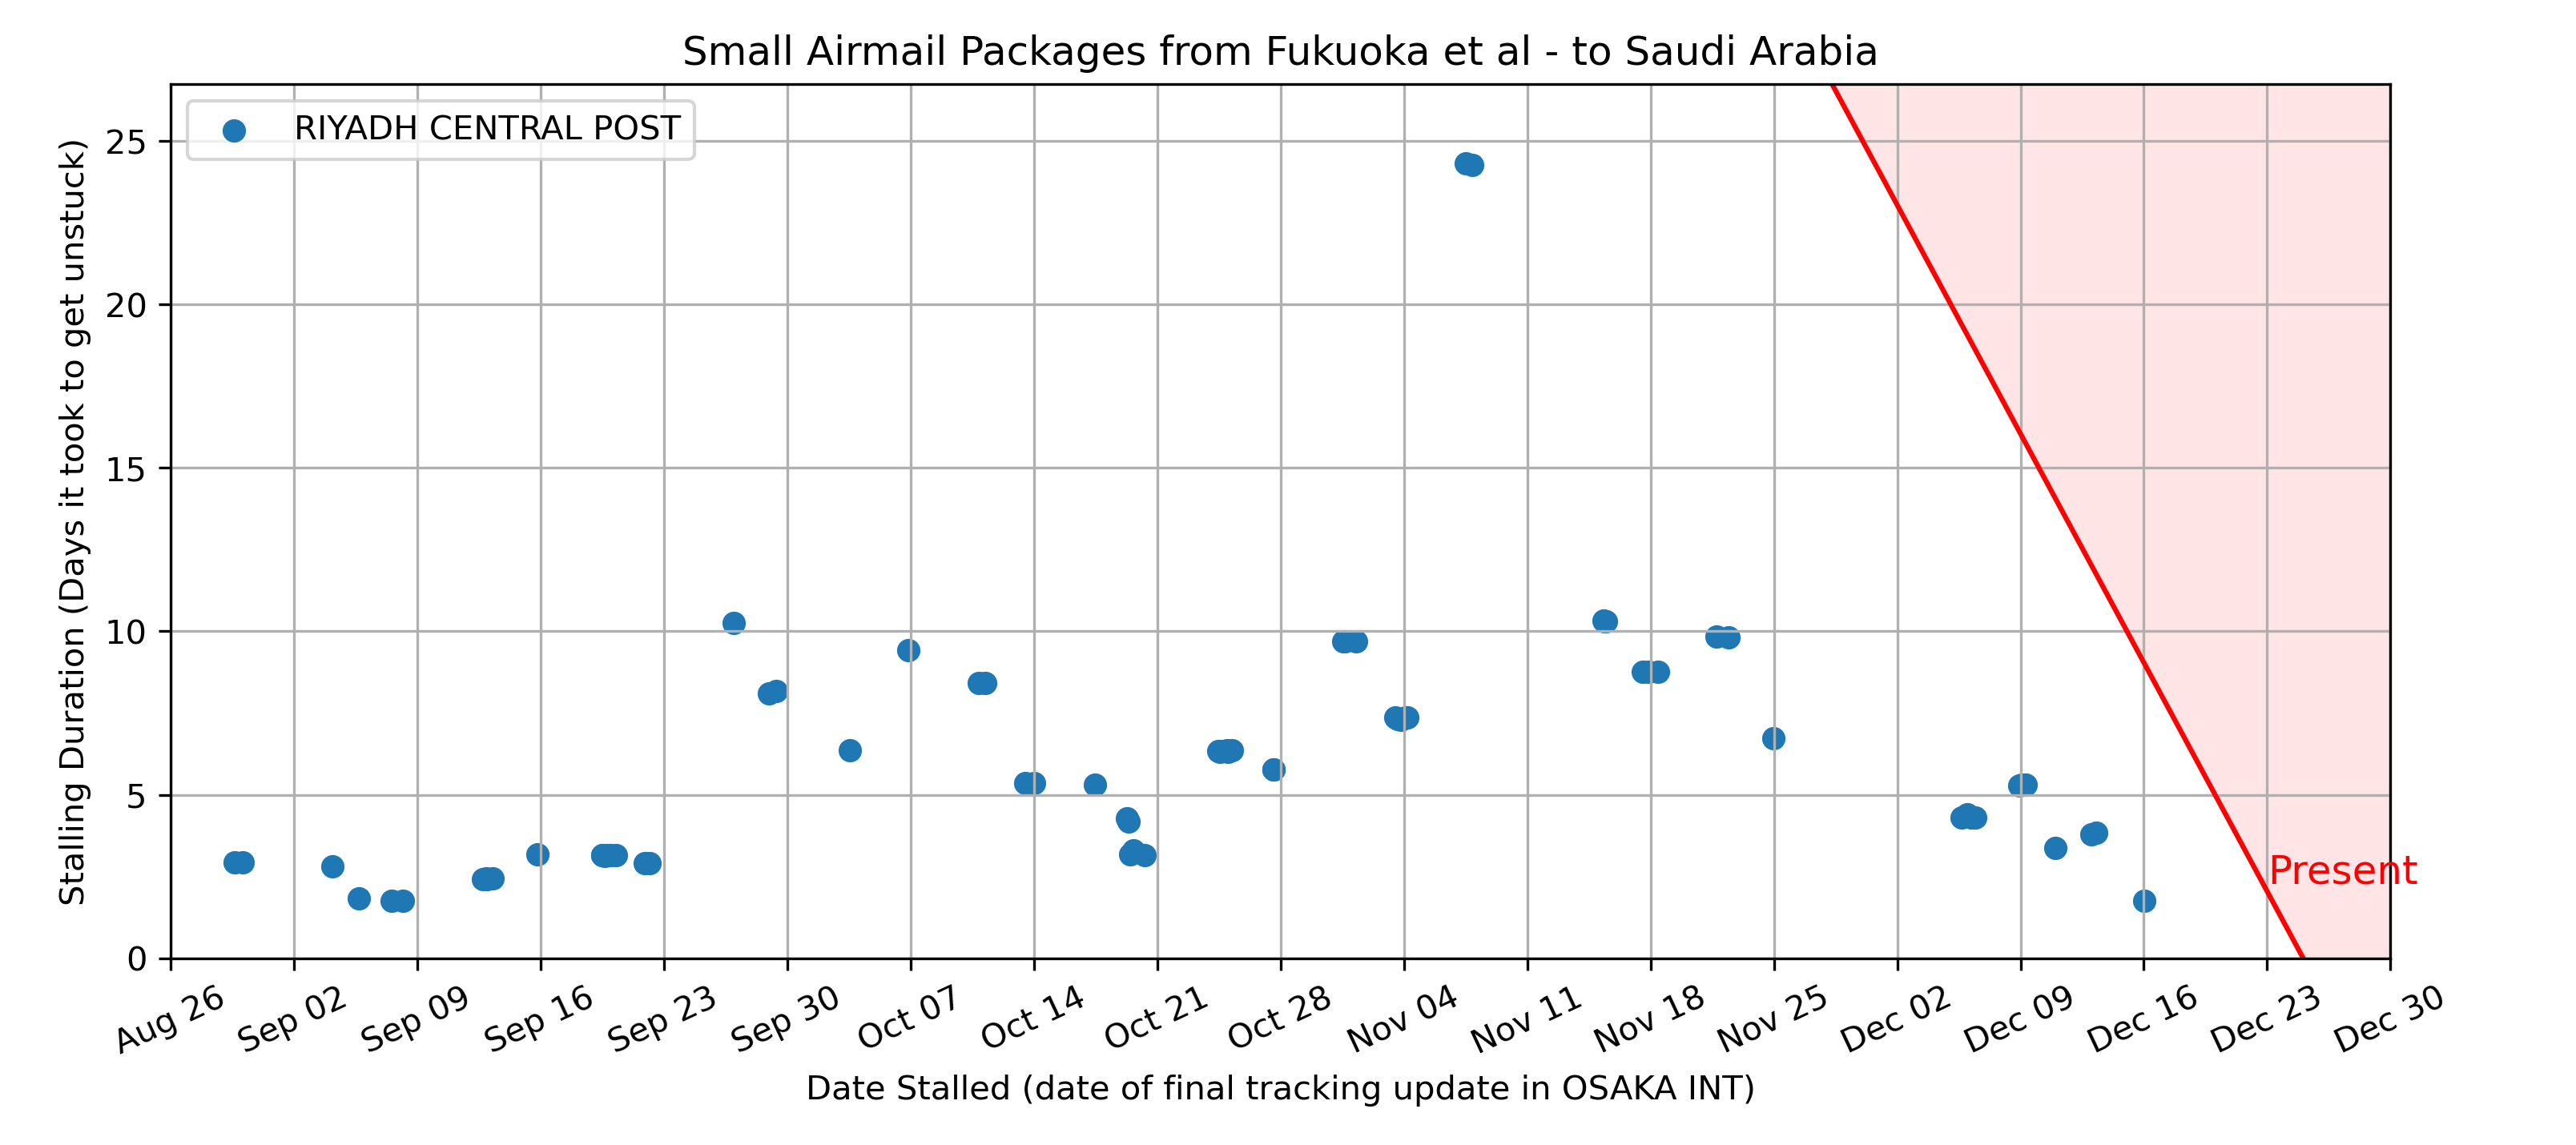 Small Airmail Packages from Fukuoka et al - to Saudi Arabia
RIYADH CENTRAL POST
Stalling Duration (Days it took to get unstuck)
25
20
15
10
5
0
Present
Aug 26
Sep 02
Sep 09
Sep 16
Sep 23
Sep 30
Oct 07
Oct 14
Oct 21
Oct 28
Nov 04
Nov 11
Nov 18
Nov 25
Dec 02
Dec 09
Dec 16
Dec 23
Dec 30
Date Stalled (date of final tracking update in OSAKA INT)